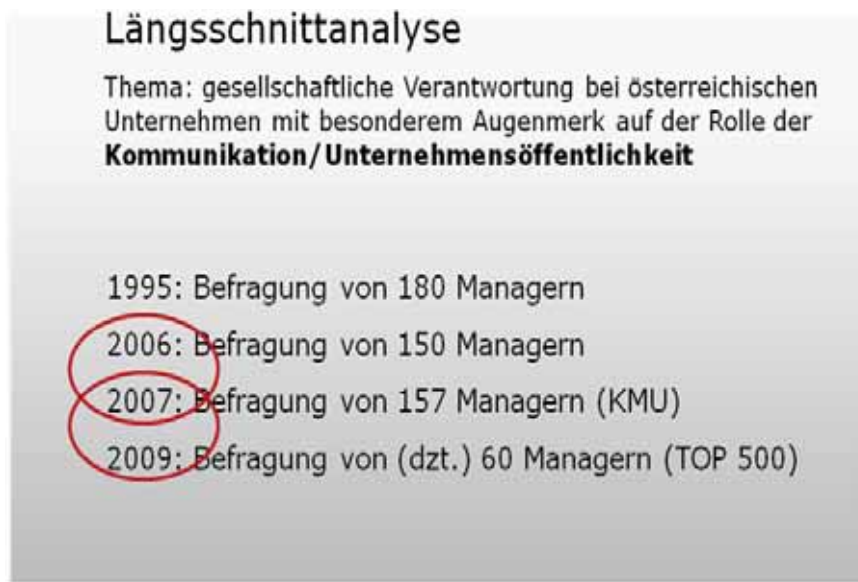 Längsschnittanalyse
Thema: gesellschaftliche Verantwortung bei österreichischen
Unternehmen mit besonderem Augenmerk auf der Rolle der
Kommunikation/Unternehmensöffentlichkeit
1995: Befragung von 180 Managern
2006: Befragung von 150 Managern
2007: Befragung von 157 Managern (KMU)
2009: Befragung von (dzt.) 60 Managern (TOP 500)